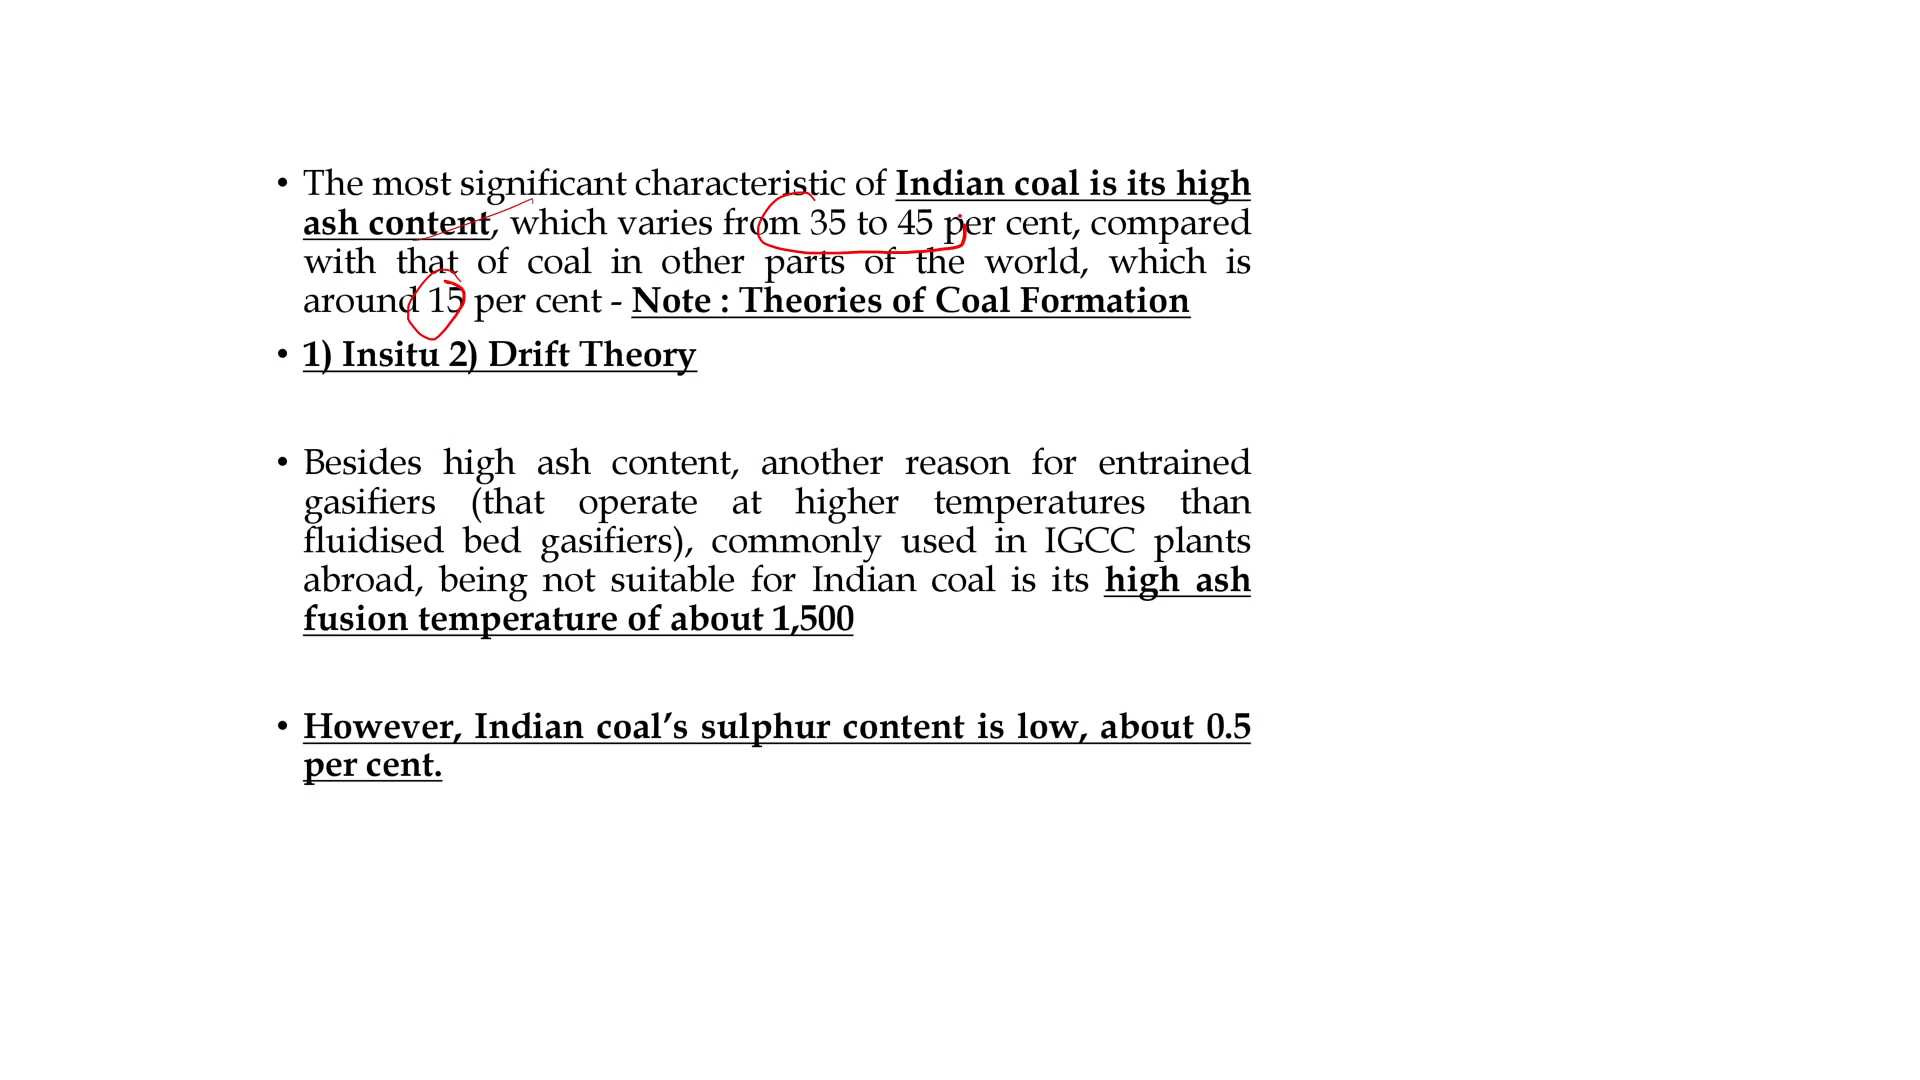 • The most significant characteristic of Indian coal is its high
ash content, which varies from 35 to 45 per cent, compared
with that of coal in other parts of the world, which is
around 15 per cent - Note : Theories of Coal Formation
• 1) Insitu 2) Drift Theory
• Besides high ash content, another reason for entrained
gasifiers (that operate at higher temperatures than
fluidised bed gasifiers), commonly used in IGCC plants
abroad, being not suitable for Indian coal is its high ash
fusion temperature of about 1,500
• However, Indian coal’s sulphur content is low, about 0.5
per cent.